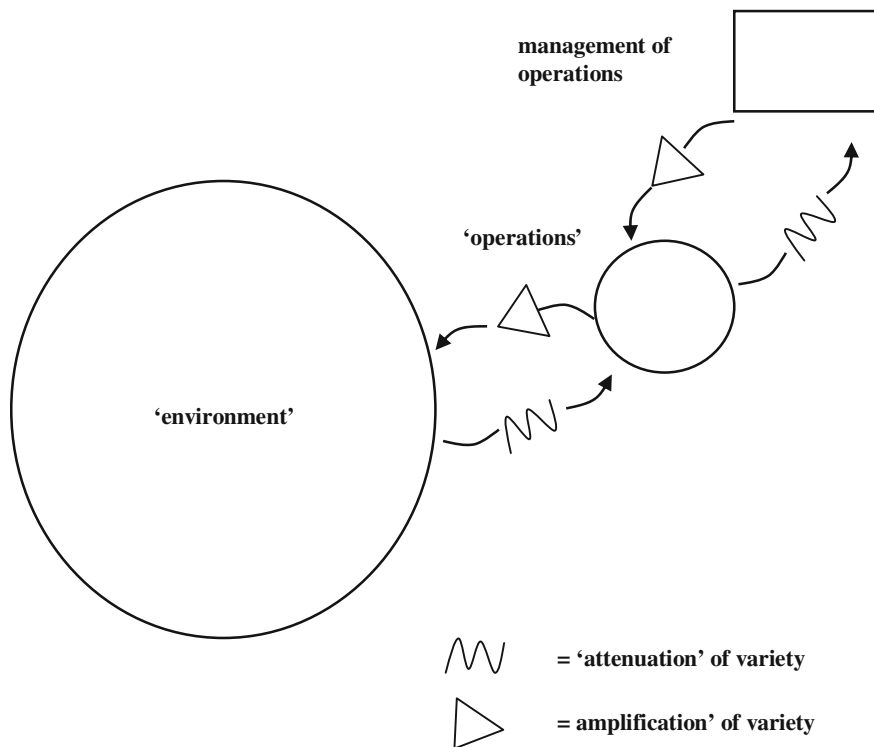 management of
operations
‘operations’
‘environment’
= ‘attenuation’ of variety
= amplification’ of variety